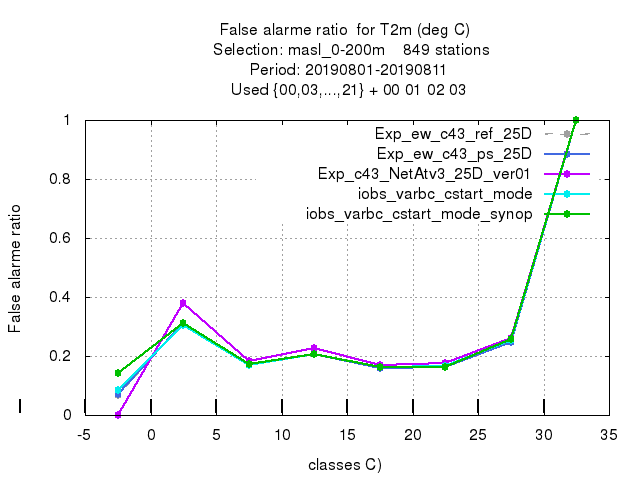 False alarme ratio  for T2m (deg C)
Selection: masl_0-200m    849 stations
Period: 20190801-20190811
Used {00,03,...,21} + 00 01 02 03
Exp_ew_c43_ref_25D
Exp_ew_c43_ps_25D
Exp_c43_NetAtv3_25D_ver01
iobs_varbc_cstart_mode
iobs_varbc_cstart_mode_synop
False alarme ratio
1
0.8
0.6
0.4
0.2
0
-5 0 5 10 15 20 25 30 35
classes C)